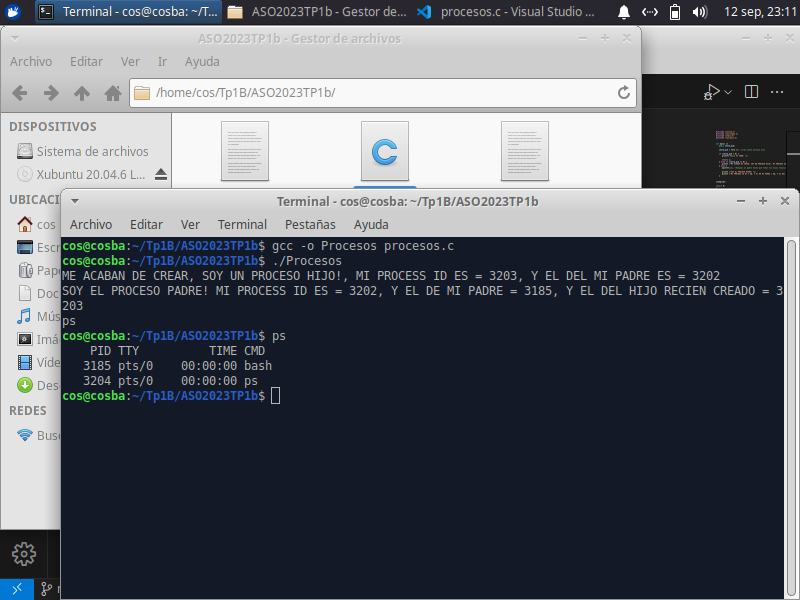 Terminal - cos@cosba: ~/T...
ASO2023TP1b - Gestor de...
procesos.c - Visual Studio ...
12 sep, 23:11
ASO2023TP1b - Gestor de archivos
Archivo Editar Ver Ir Ayuda
/home/cos/Tp1B/ASO2023TP1b/
DISPOSITIVOS
Sistema de archivos
Xubuntu 20.04.6 L...
UBICACI
cos
Escr
Pape
Doc
Mús
Imá
Víde
Des
REDES
Bus
C
Terminal - cos@cosba: ~/Tp1B/ASO2023TP1b
Archivo Editar Ver Terminal Pestañas Ayuda
cos@cosba:~/Tp1B/ASO2023TP1b$ gcc -o Procesos procesos.c
cos@cosba:~/Tp1B/ASO2023TP1b$ ./Procesos
ME ACABAN DE CREAR, SOY UN PROCESO HIJO!, MI PROCESS ID ES = 3203, Y EL DEL MI PADRE ES = 3202
SOY EL PROCESO PADRE! MI PROCESS ID ES = 3202, Y EL DE MI PADRE = 3185, Y EL DEL HIJO RECIEN CREADO = 3
203
ps
cos@cosba:~/Tp1B/ASO2023TP1b$ ps
PID TTY TIME CMD
3185 pts/0 00:00:00 bash
3204 pts/0 00:00:00 ps
cos@cosba:~/Tp1B/ASO2023TP1b$